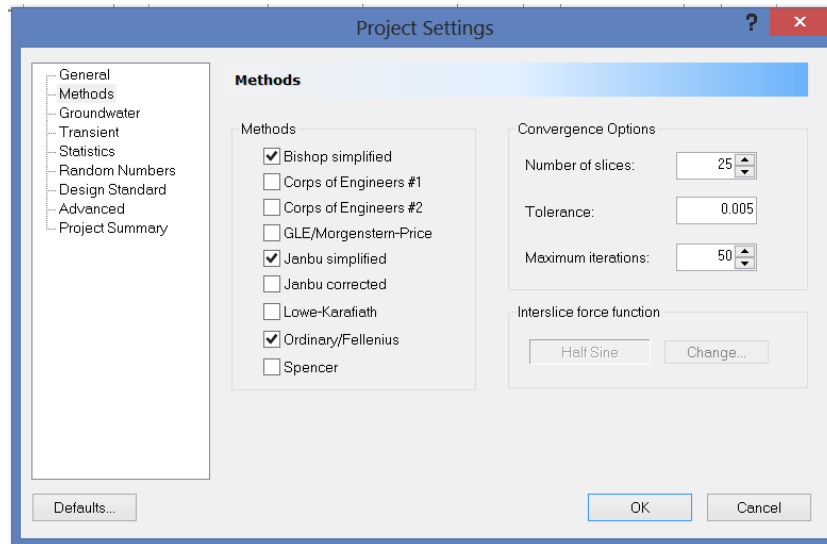 Project Settings
?
General
Methods
Groundwater
Transient
Statistics
Random Numbers
Design Standard
Advanced
Project Summary
Methods
Methods
Bishop simplified
Corps of Engineers #1
Corps of Engineers #2
GLE/Morgenstern-Price
Janbu simplified
Janbu corrected
Lowe-Karafiath
Ordinary/Fellenius
Spencer
Convergence Options
Number of slices: 25
Tolerance: 0.005
Maximum iterations: 50
Interslice force function
Half Sine Change...
Defaults... OK Cancel